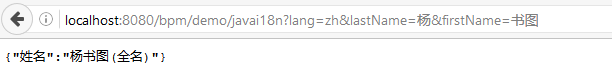 localhost:8080/bpm/demo/javai18n?lang=zh&lastName=杨&firstName=书图
{"姓名":"杨书图(全名)"}